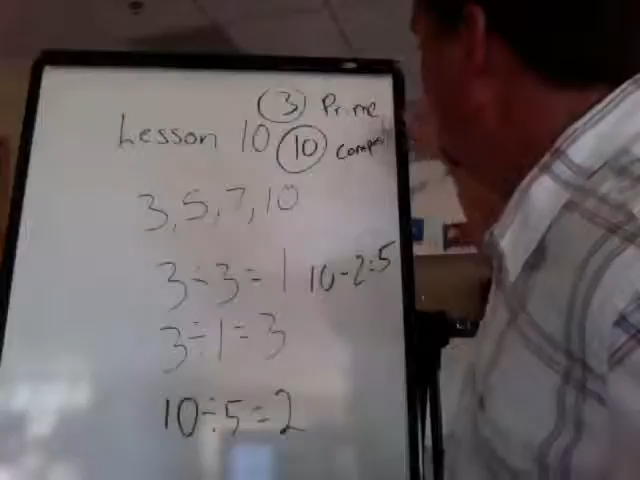 3 Prime
Lesson 10 10
3, 5, 7, 10
3÷3=1 10-2=5
3÷1=3
10÷5=2